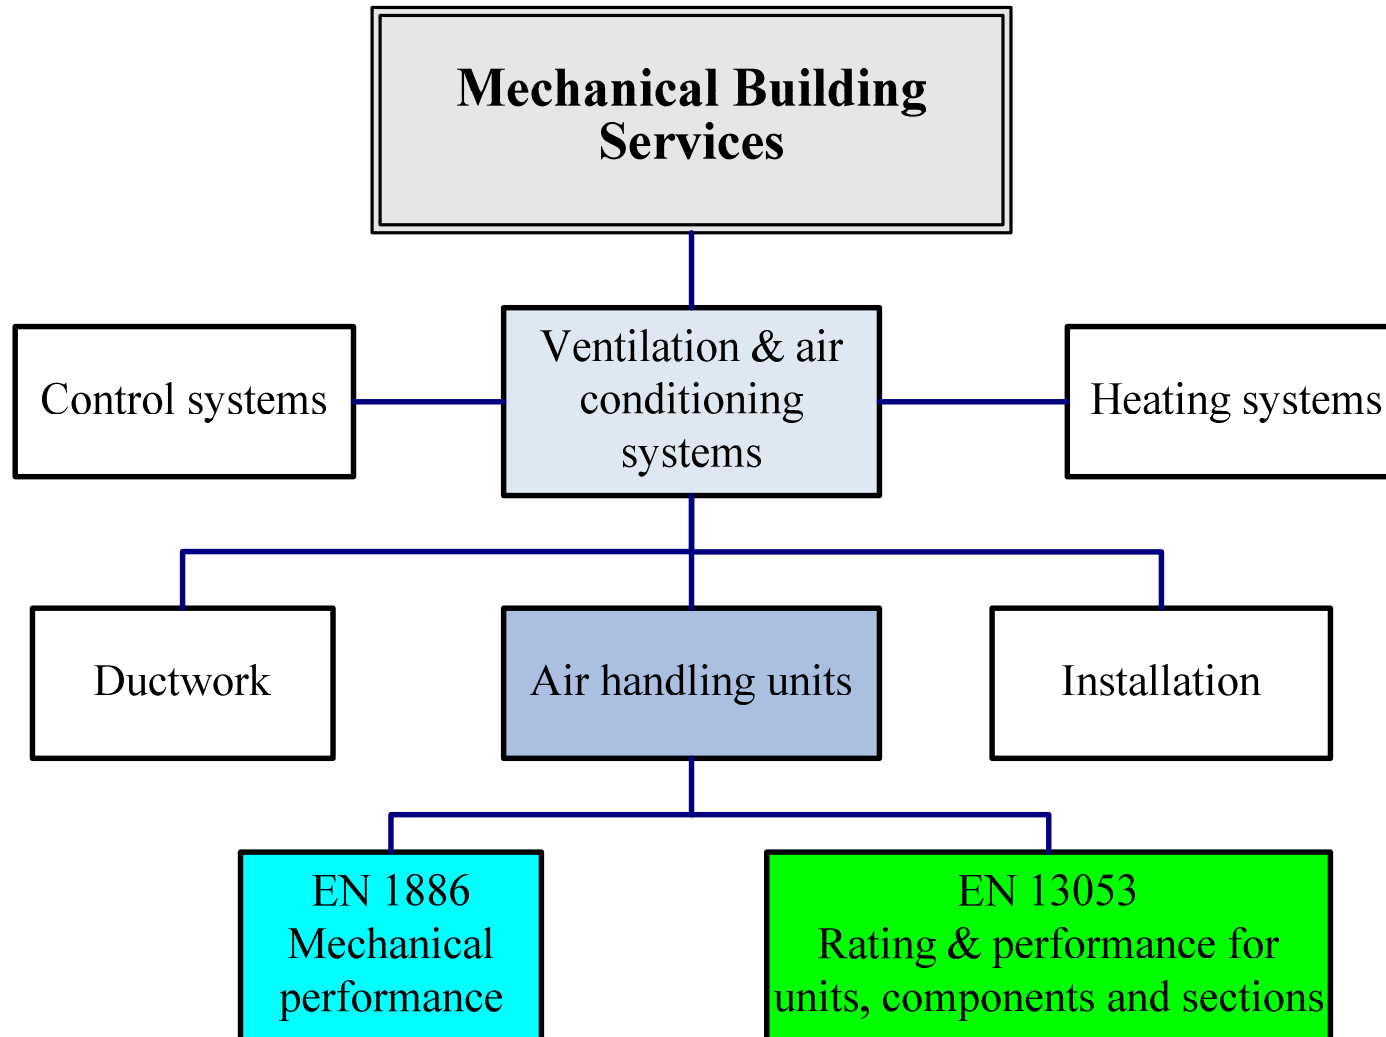 Mechanical Building
Services
Control systems
Ventilation & air
conditioning
systems
Heating systems
Ductwork
Air handling units
Installation
EN 1886
Mechanical
performance
EN 13053
Rating & performance for
units, components and sections